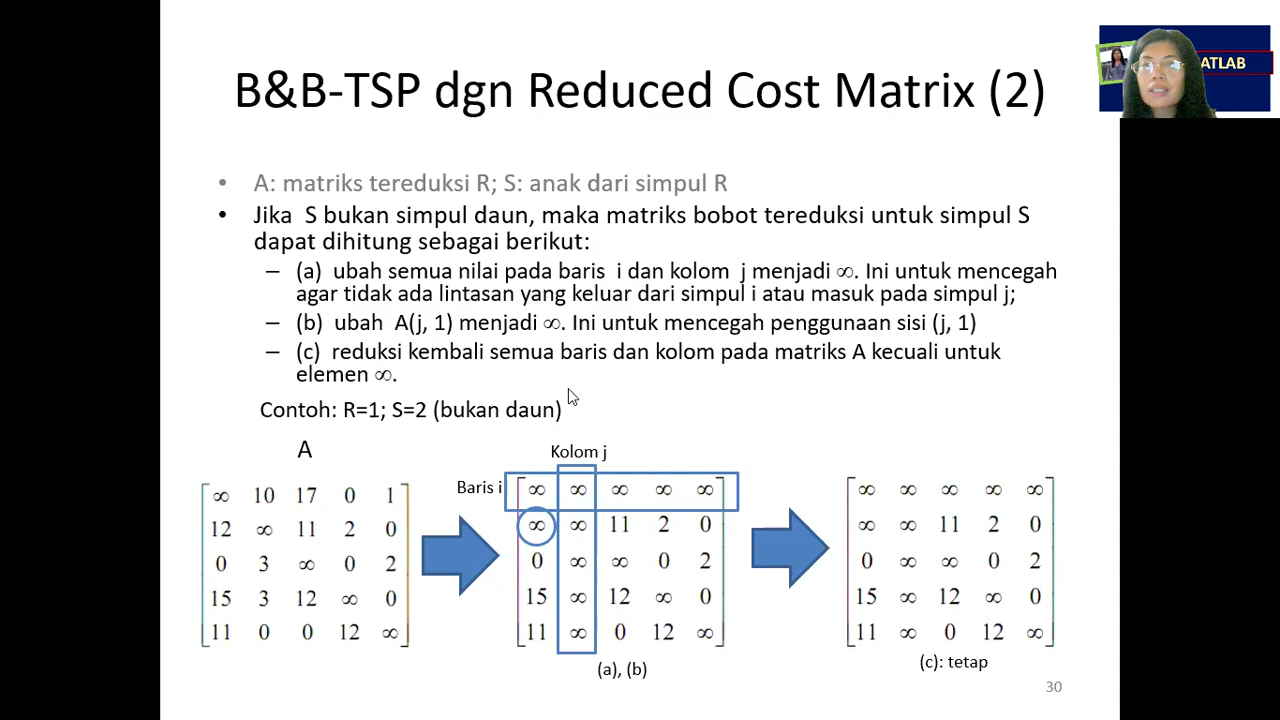 ATLAB
B&B-TSP dgn Reduced Cost Matrix (2)
• A: matriks tereduksi R; S: anak dari simpul R
• Jika S bukan simpul daun, maka matriks bobot tereduksi untuk simpul S
dapat dihitung sebagai berikut:
– (a) ubah semua nilai pada baris i dan kolom j menjadi ∞. Ini untuk mencegah
agar tidak ada lintasan yang keluar dari simpul i atau masuk pada simpul j;
– (b) ubah A(j, 1) menjadi ∞. Ini untuk mencegah penggunaan sisi (j, 1)
– (c) reduksi kembali semua baris dan kolom pada matriks A kecuali untuk
elemen ∞.
Contoh: R=1; S=2 (bukan daun)
A
∞ 10 17 0 1
12 ∞ 11 2 0
0 3 ∞ 0 2
15 3 12 ∞ 0
11 0 0 12 ∞
Kolom j
Baris i
∞ ∞ ∞ ∞ ∞
∞ ∞ 11 2 0
0 ∞ ∞ 0 2
15 ∞ 12 ∞ 0
11 ∞ 0 12 ∞
(a), (b)
∞ ∞ ∞ ∞ ∞
∞ ∞ 11 2 0
0 ∞ ∞ 0 2
15 ∞ 12 ∞ 0
11 ∞ 0 12 ∞
(c): tetap
30